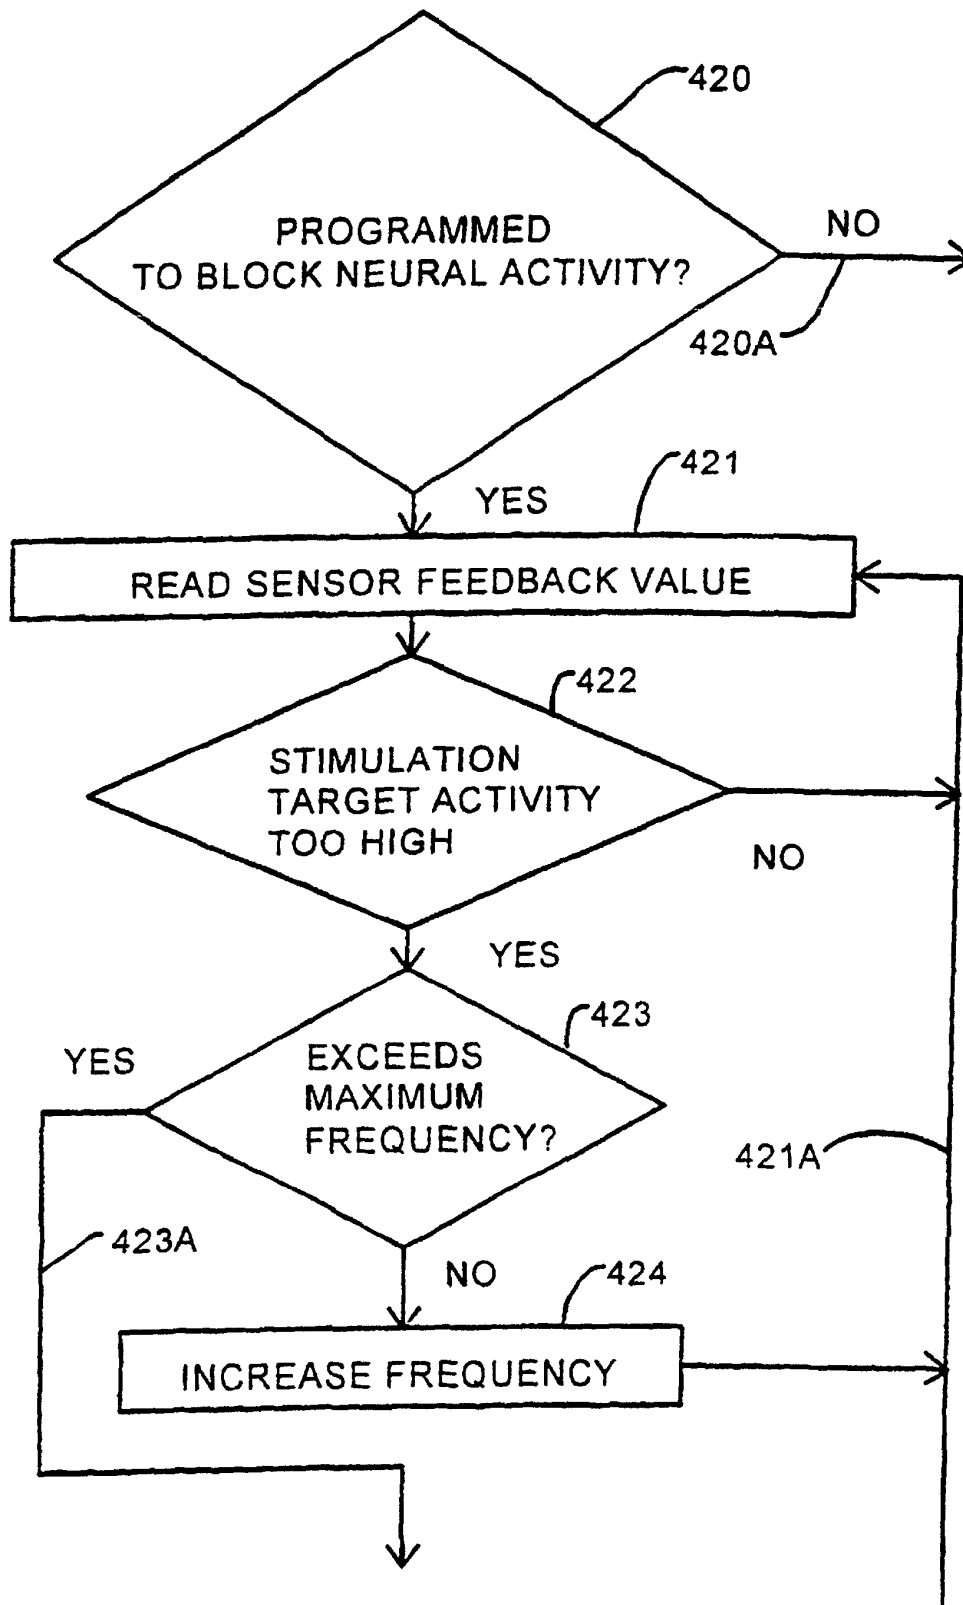 420
PROGRAMMED
TO BLOCK NEURAL ACTIVITY?
NO
420A
YES
421
READ SENSOR FEEDBACK VALUE
422
STIMULATION
TARGET ACTIVITY
TOO HIGH
NO
YES
423
YES
EXCEEDS
MAXIMUM
FREQUENCY?
421A
423A
NO
424
INCREASE FREQUENCY